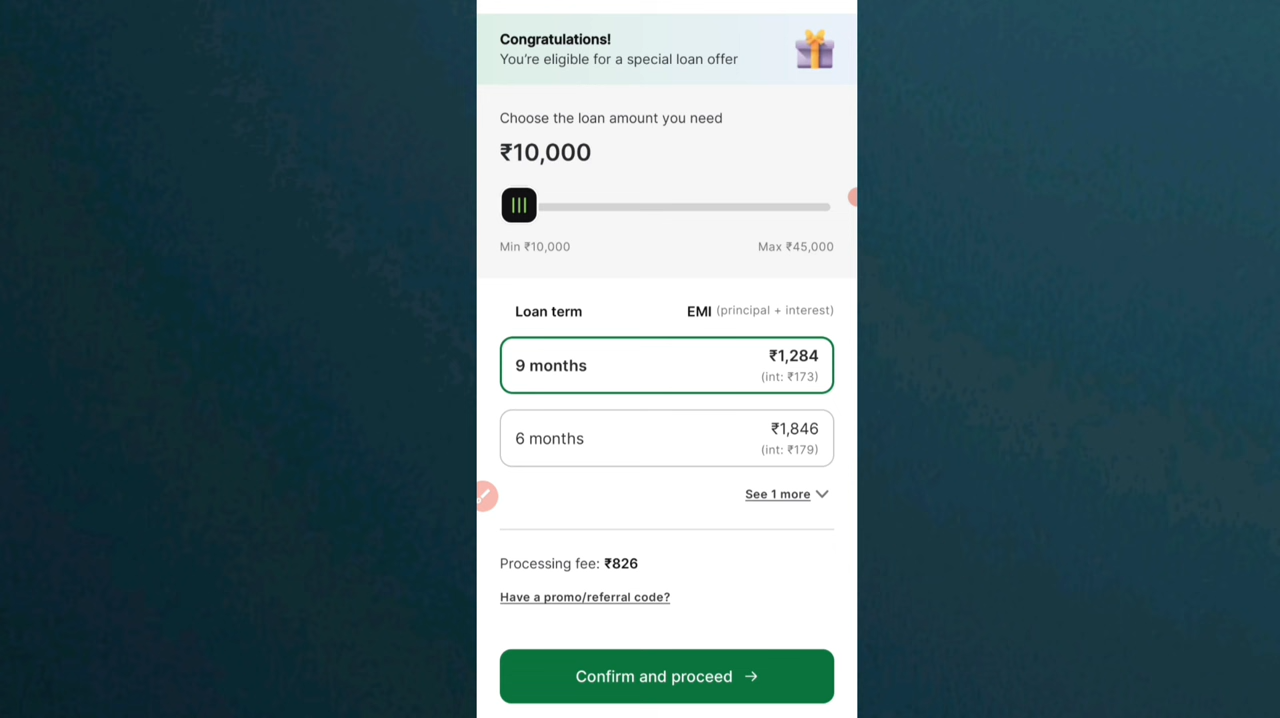 Congratulations!
You're eligible for a special loan offer
Choose the loan amount you need
₹10,000
Min ₹10,000 Max ₹45,000
Loan term EMI (principal + interest)
9 months ₹1,284
(int: ₹173)
6 months ₹1,846
(int: ₹179)
See 1 more
Processing fee: ₹826
Have a promo/referral code?
Confirm and proceed →